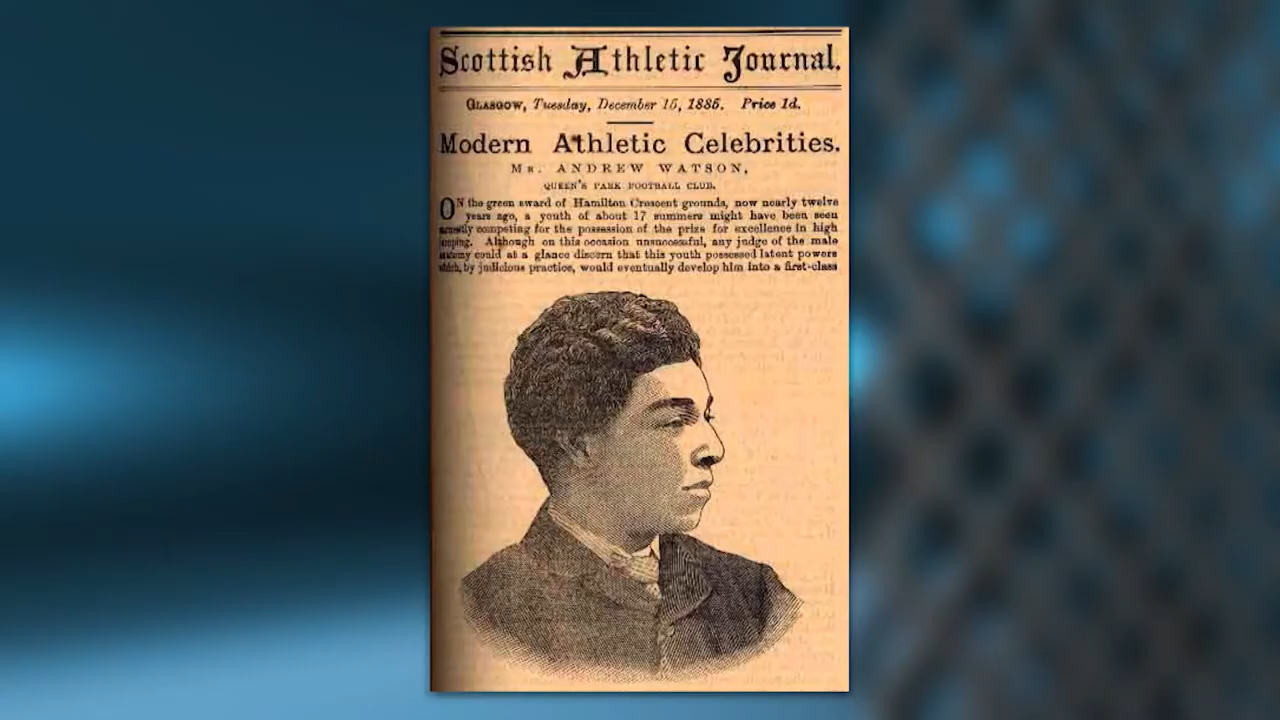 Scottish Athletic Journal.
GLASGOW, Tuesday, December 15, 1885. Price 1d.
Modern Athletic Celebrities.
MR. ANDREW WATSON,
QUEEN'S PARK FOOTBALL CLUB.
ON the green sward of Hamilton Crescent grounds, now nearly twelve
years ago, a youth of about 17 summers might have been seen
earnestly competing for the possession of the prize for excellence in high
jumping. Although on this occasion unsuccessful, any judge of the male
anatomy could at a glance discern that this youth possessed latent powers
which, by judicious practice, would eventually develop him into a first-class